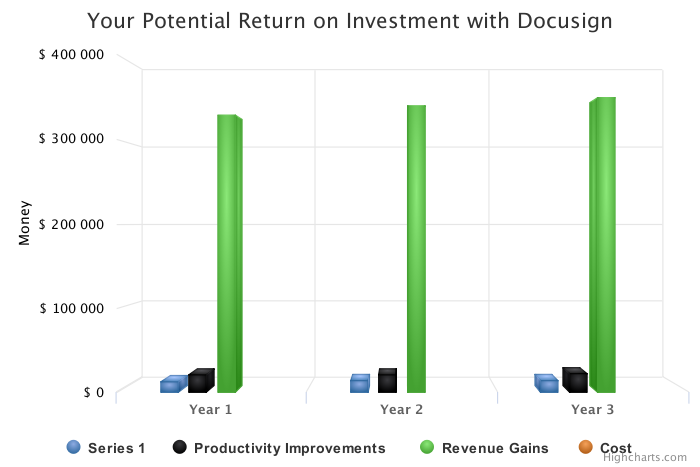 Your Potential Return on Investment with Docusign
$ 400 000
$ 300 000
$ 200 000
$ 100 000
$ 0
Money
Year 1 Year 2 Year 3
Series 1 Productivity Improvements Revenue Gains Cost
Highcharts.com